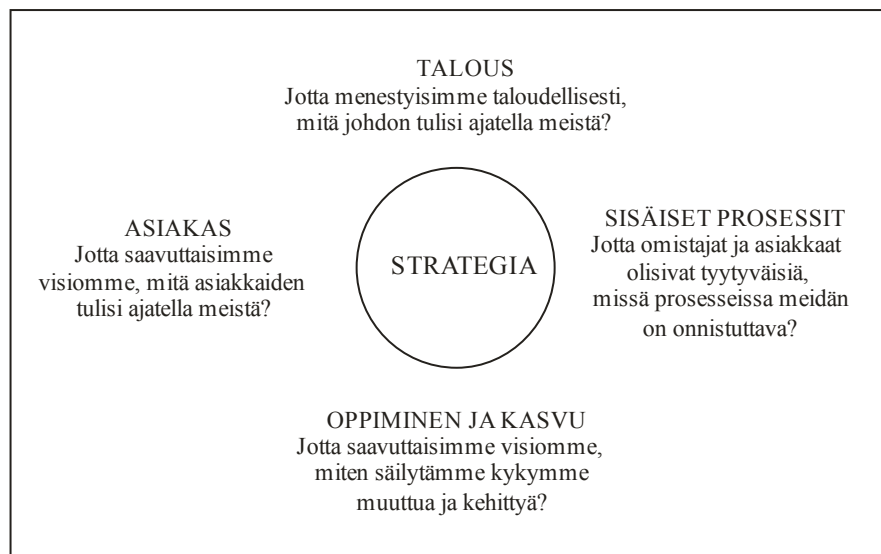 TALOUS
Jotta menestyisimme taloudellisesti,
mitä johdon tulisi ajatella meistä?
ASIAKAS
Jotta saavuttaisimme
visiomme, mitä asiakkaiden
tulisi ajatella meistä?
STRATEGIA
SISÄISET PROSESSIT
Jotta omistajat ja asiakkaat
olisivat tyytyväisiä,
missä prosesseissa meidän
on onnistuttava?
OPPIMINEN JA KASVU
Jotta saavuttaisimme visiomme,
miten säilytämme kykymme
muuttua ja kehittyä?